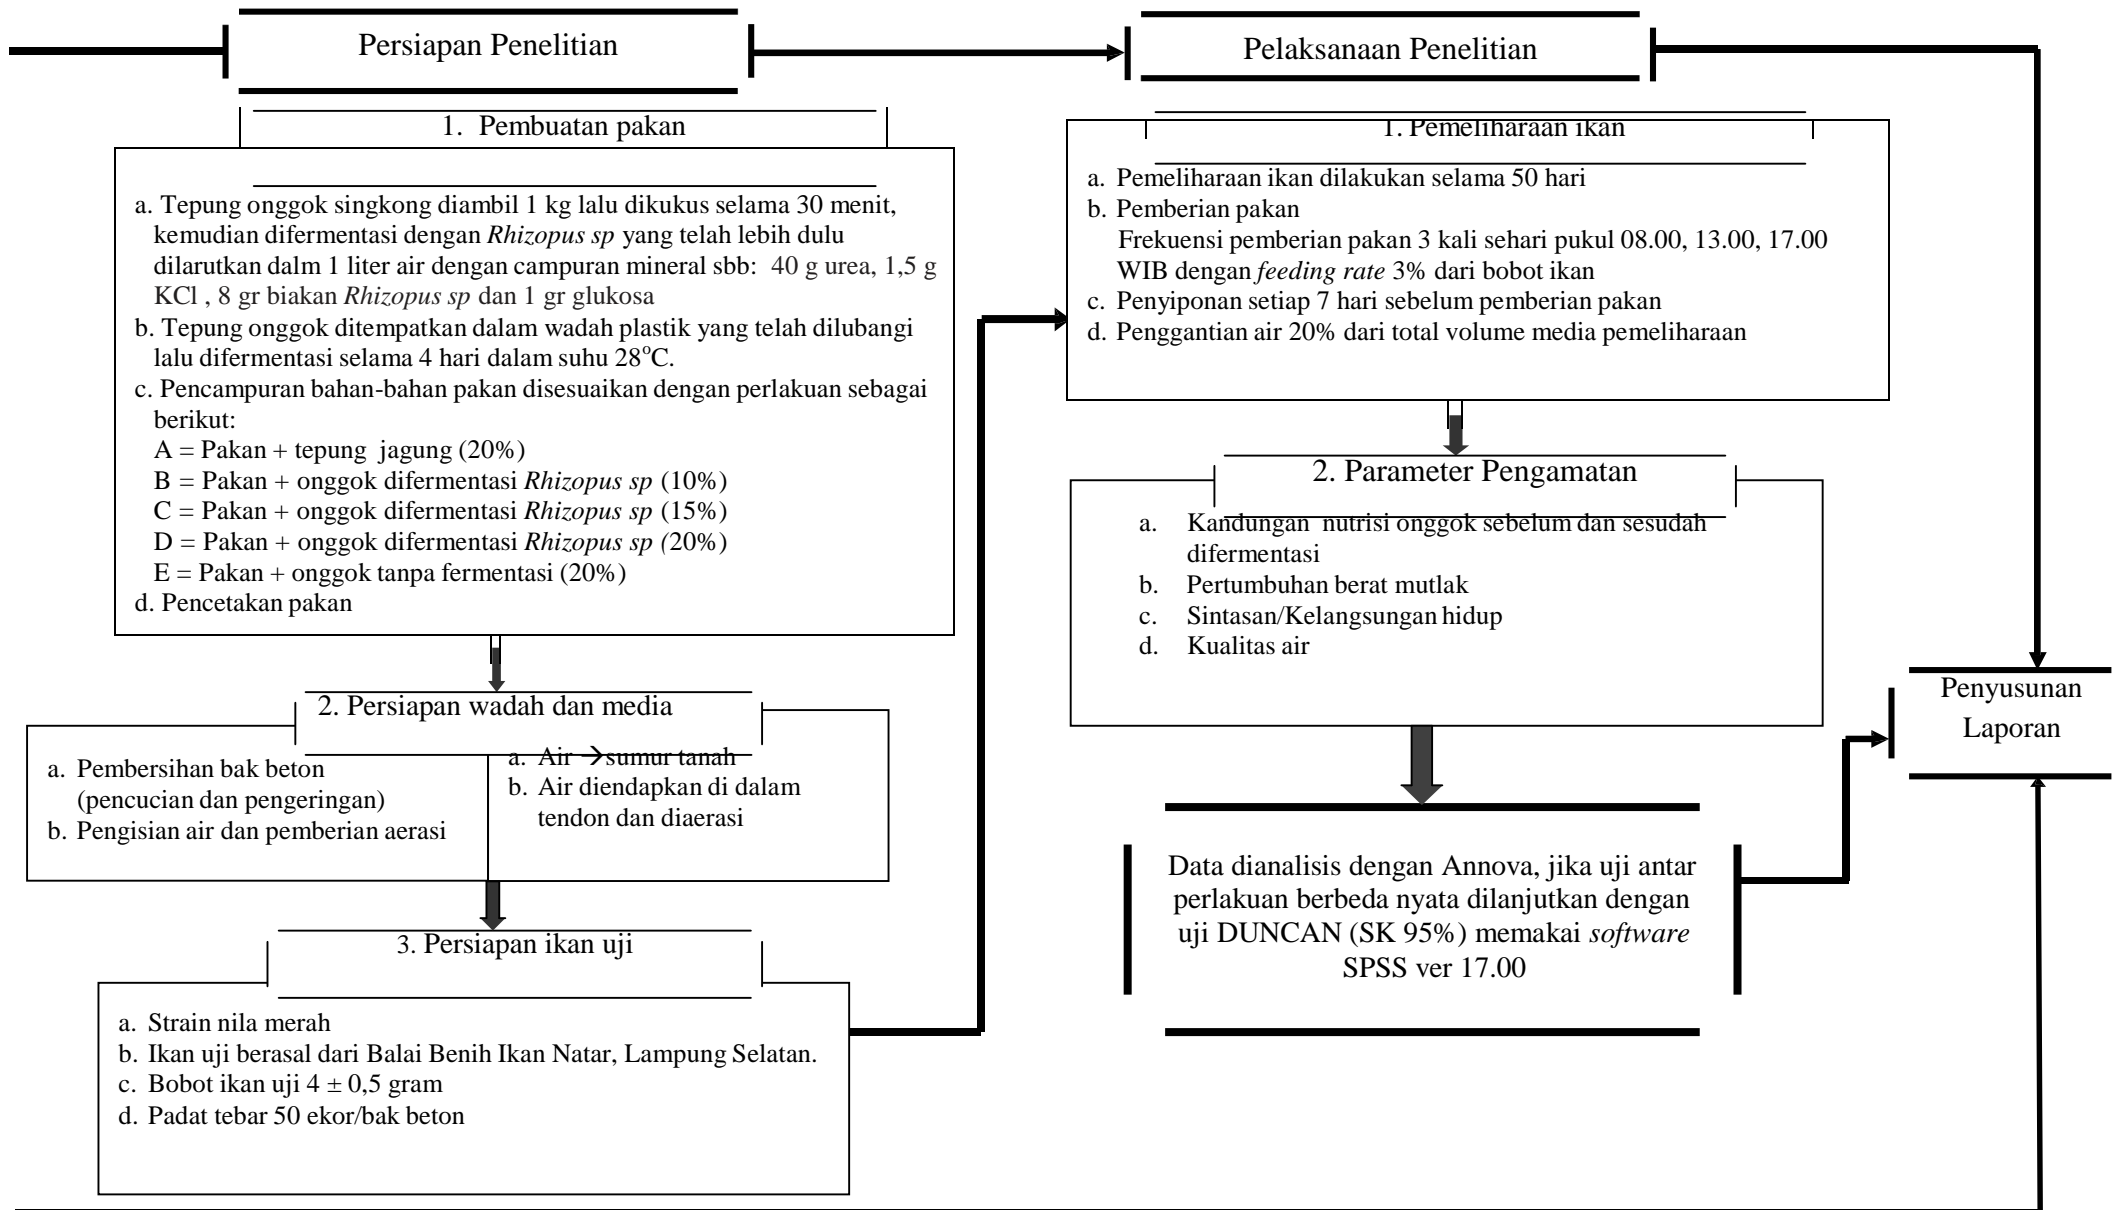 Persiapan Penelitian
1. Pembuatan pakan
a. Tepung onggok singkong diambil 1 kg lalu dikukus selama 30 menit,
kemudian difermentasi dengan Rhizopus sp yang telah lebih dulu
dilarutkan dalm 1 liter air dengan campuran mineral sbb: 40 g urea, 1,5 g
KCl , 8 gr biakan Rhizopus sp dan 1 gr glukosa
b. Tepung onggok ditempatkan dalam wadah plastik yang telah dilubangi
lalu difermentasi selama 4 hari dalam suhu 28°C.
c. Pencampuran bahan-bahan pakan disesuaikan dengan perlakuan sebagai
berikut:
A = Pakan + tepung jagung (20%)
B = Pakan + onggok difermentasi Rhizopus sp (10%)
C = Pakan + onggok difermentasi Rhizopus sp (15%)
D = Pakan + onggok difermentasi Rhizopus sp (20%)
E = Pakan + onggok tanpa fermentasi (20%)
d. Pencetakan pakan
2. Persiapan wadah dan media
a. Pembersihan bak beton
(pencucian dan pengeringan)
b. Pengisian air dan pemberian aerasi
a. Air →sumur tanah
b. Air diendapkan di dalam
tendon dan diaerasi
3. Persiapan ikan uji
a. Strain nila merah
b. Ikan uji berasal dari Balai Benih Ikan Natar, Lampung Selatan.
c. Bobot ikan uji 4 ± 0,5 gram
d. Padat tebar 50 ekor/bak beton
Pelaksanaan Penelitian
1. Pemeliharaan ikan
a. Pemeliharaan ikan dilakukan selama 50 hari
b. Pemberian pakan
Frekuensi pemberian pakan 3 kali sehari pukul 08.00, 13.00, 17.00
WIB dengan feeding rate 3% dari bobot ikan
c. Penyiponan setiap 7 hari sebelum pemberian pakan
d. Penggantian air 20% dari total volume media pemeliharaan
2. Parameter Pengamatan
a. Kandungan nutrisi onggok sebelum dan sesudah
difermentasi
b. Pertumbuhan berat mutlak
c. Sintasan/Kelangsungan hidup
d. Kualitas air
Data dianalisis dengan Annova, jika uji antar
perlakuan berbeda nyata dilanjutkan dengan
uji DUNCAN (SK 95%) memakai software
SPSS ver 17.00
Penyusunan
Laporan